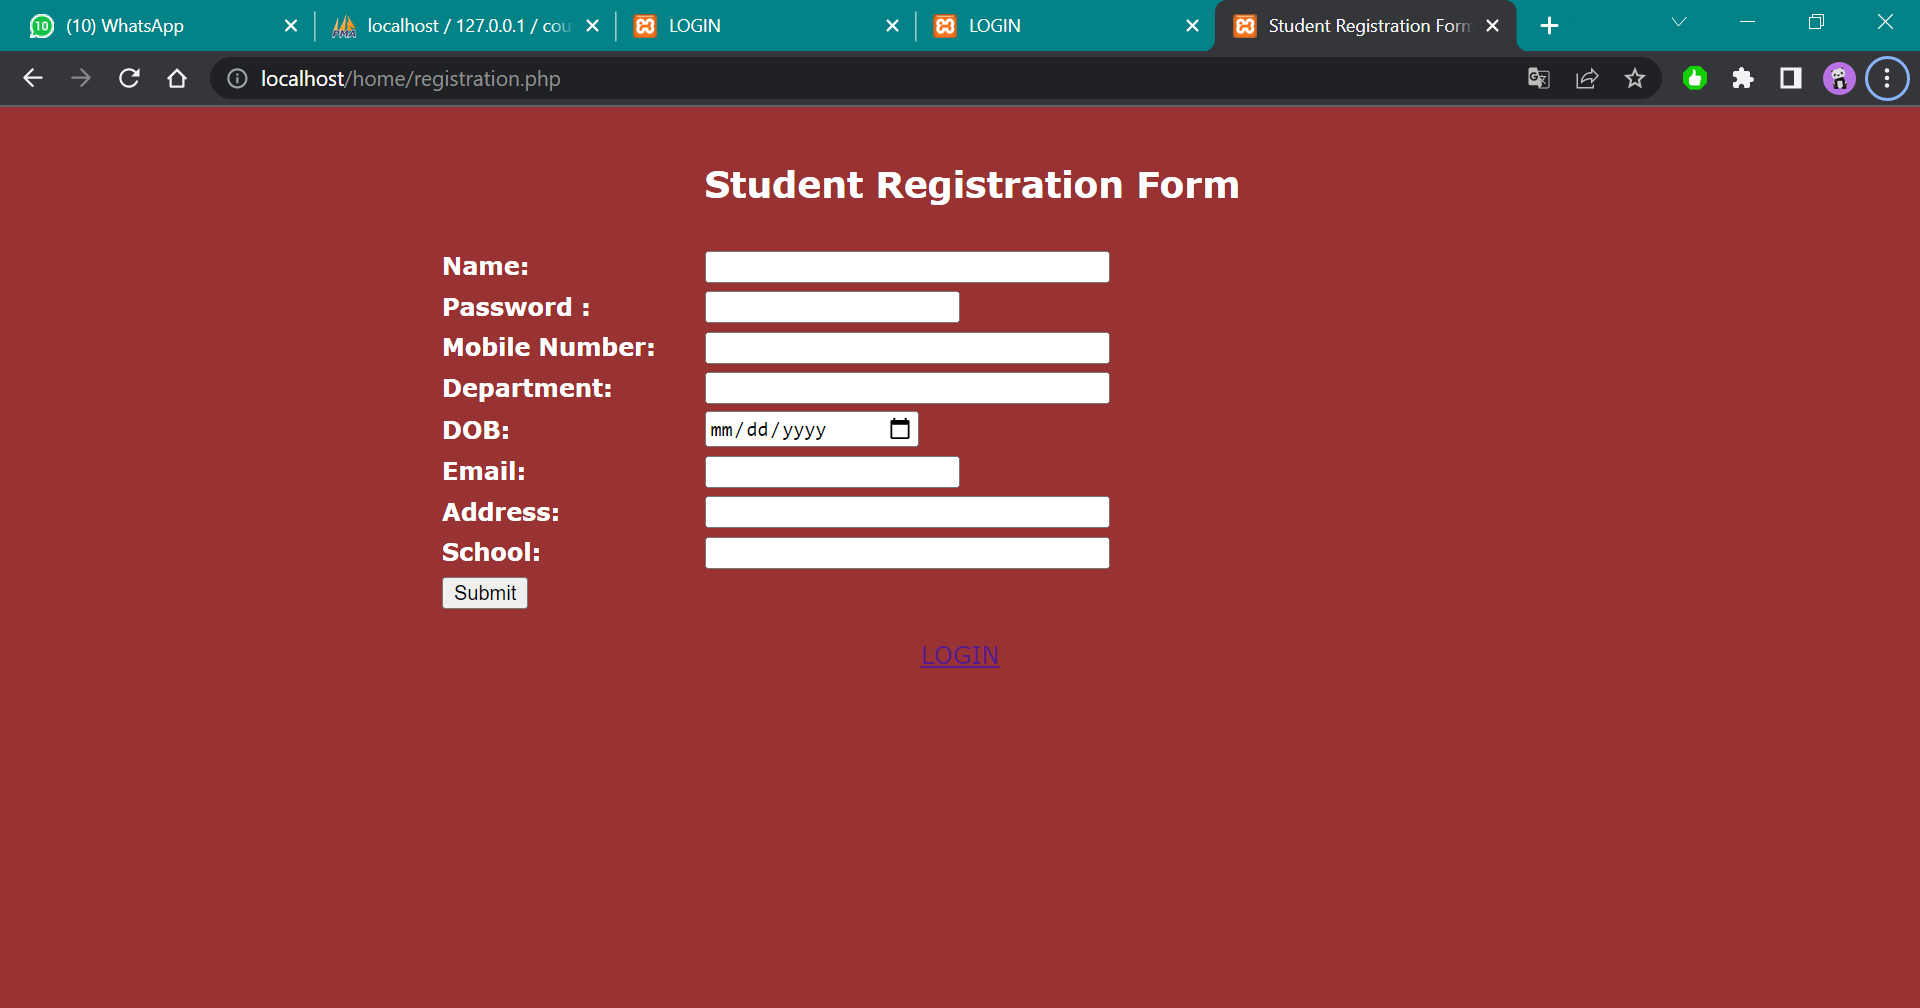 (10) WhatsApp
localhost / 127.0.0.1 / cou
LOGIN
LOGIN
Student Registration Form
localhost/home/registration.php
Student Registration Form
Name:
Password :
Mobile Number:
Department:
DOB: mm/dd/yyyy
Email:
Address:
School:
Submit
LOGIN